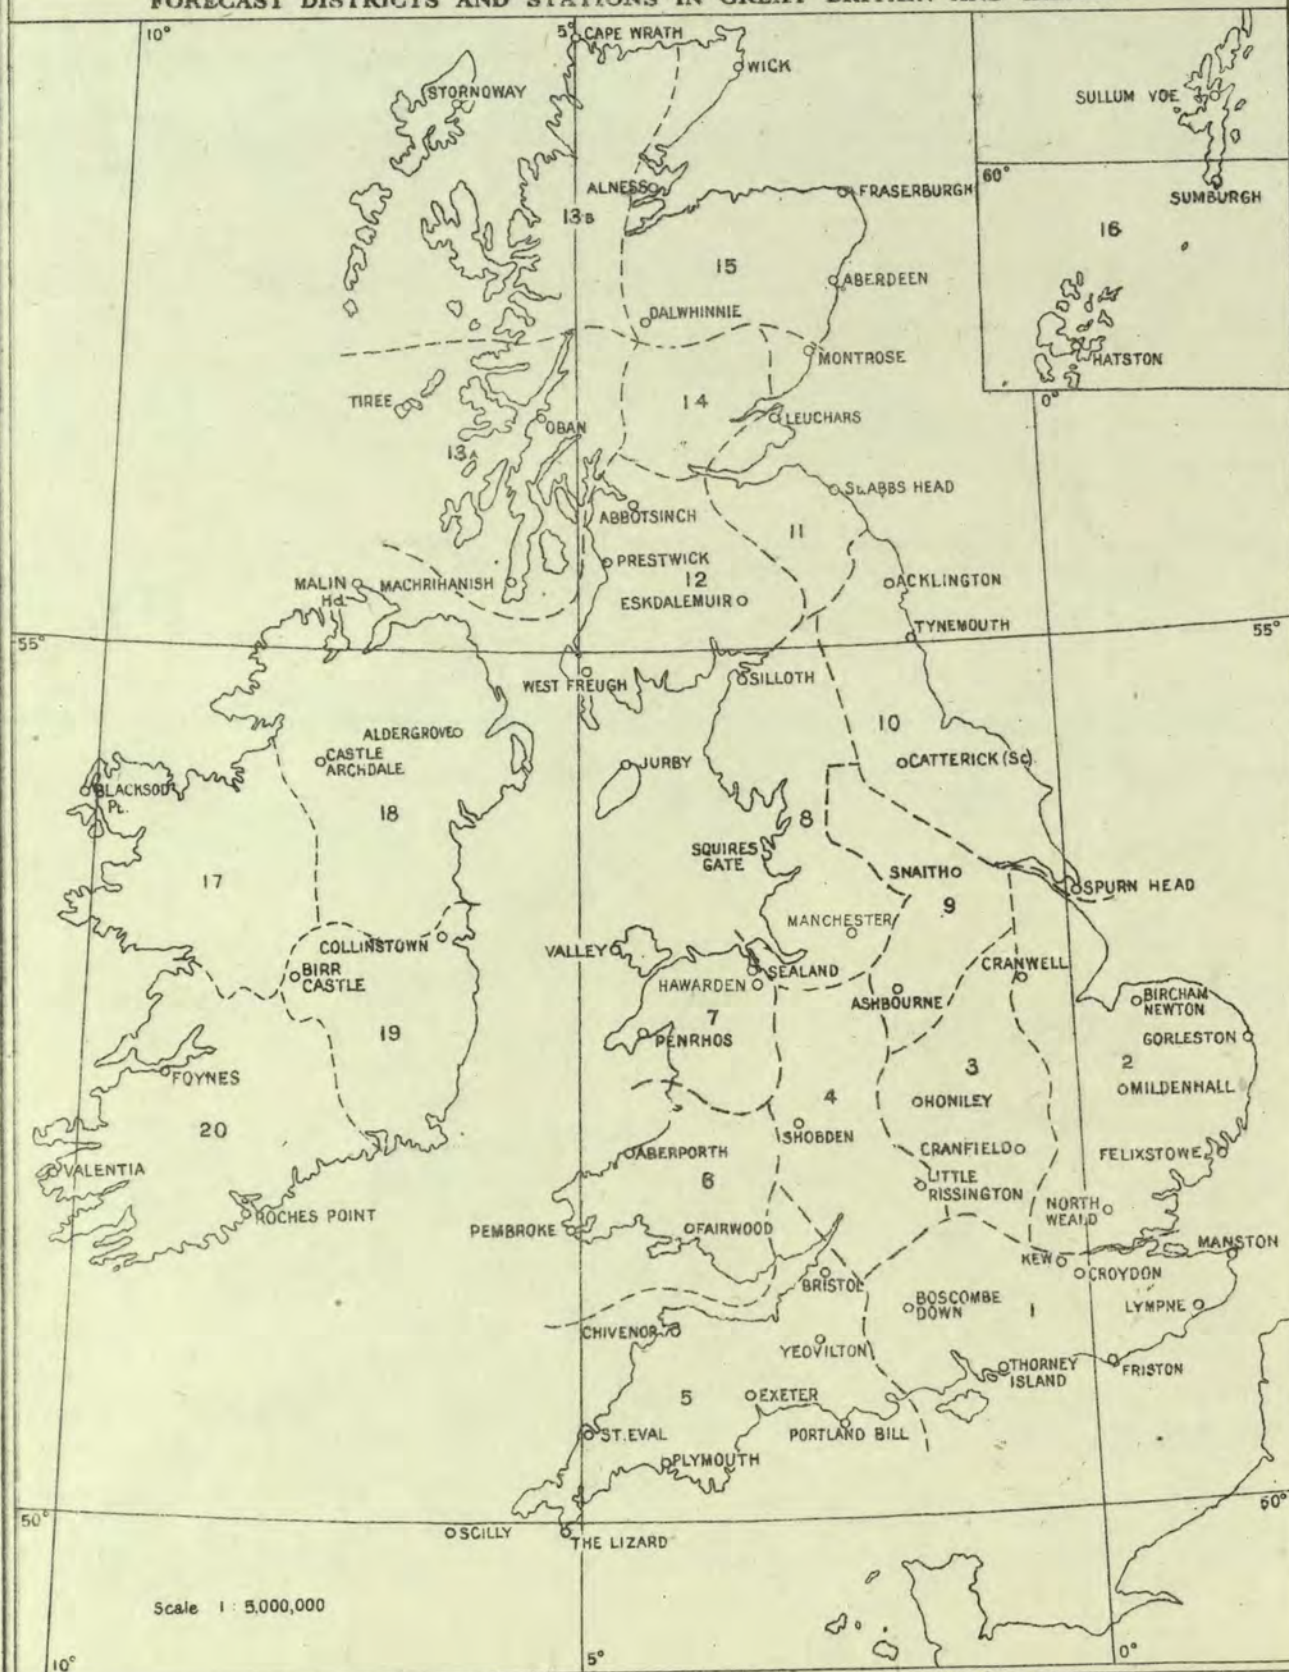 FORECAST DISTRICTS AND STATIONS IN GREAT BRITAIN AND
10°
5°
CAPE WRATH
WICK
STORNOWAY
SULLUM VOE
60°
ALNESS
FRASERBURGH
SUMBURGH
13B
16
15
ABERDEEN
DALWHINNIE
MONTROSE
HATSTON
TIREE
14
0°
LEUCHARS
OBAN
13A
St. ABBS HEAD
ABBOTSINCH
11
PRESTWICK
MALIN
Hd.
MACHRIHANISH
12
ACKLINGTON
ESKDALEMUIR
TYNEMOUTH
55°
55°
WEST FREUGH
SILLOTH
ALDERGROVE
10
CASTLE
ARCHDALE
JURBY
CATTERICK (Sc)
BLACKSOD
Pt.
18
8
SQUIRES
GATE
SNAITH
17
SPURN HEAD
9
MANCHESTER
COLLINSTOWN
VALLEY
CRANWELL
BIRR
CASTLE
SEALAND
HAWARDEN
ASHBOURNE
BIRCHAM
NEWTON
7
19
PENRHOS
GORLESTON
FOYNES
3
2
MILDENHALL
4
HONILEY
20
SHOBDEN
ABERPORTH
CRANFIELD
FELIXSTOWE
VALENTIA
6
LITTLE
RISSINGTON
NORTH
WEALD
ROCHES POINT
PEMBROKE
FAIRWOOD
MANSTON
KEW
CROYDON
BRISTOL
BOSCOMBE
DOWN
1
LYMPNE
CHIVENOR
YEOVILTON
THORNEY
ISLAND
FRISTON
5
EXETER
ST. EVAL
PORTLAND BILL
PLYMOUTH
50°
50°
SCILLY
THE LIZARD
Scale 1 : 5,000,000
10°
5°
0°